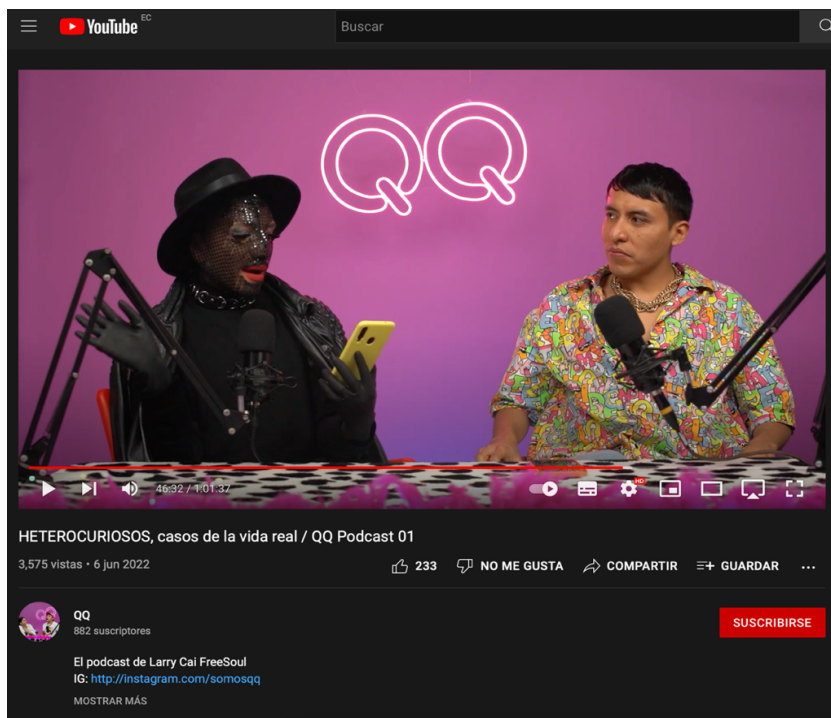 YouTube EC
Buscar
QQ
46:32 / 1:01:37
HD
HETEROCURIOSOS, casos de la vida real / QQ Podcast 01
3,575 vistas • 6 jun 2022
233
NO ME GUSTA
COMPARTIR
GUARDAR
QQ
882 suscriptores
SUSCRIBIRSE
El podcast de Larry Cai FreeSoul
IG: http://instagram.com/somosqq
MOSTRAR MÁS